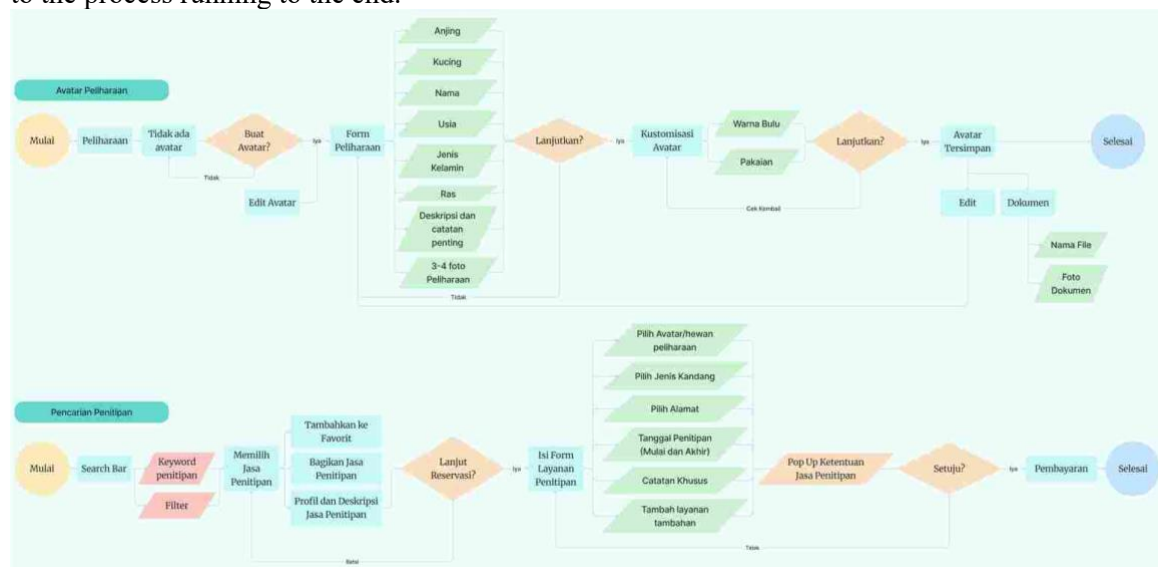 to the process running to the end.
Avatar Peliharaan
Mulai
Peliharaan
Tidak ada
avatar
Buat
Avatar?
Tidak
Iya
Edit Avatar
Form
Peliharaan
Anjing
Kucing
Nama
Usia
Jenis
Kelamin
Ras
Deskripsi dan
catatan
penting
3-4 foto
Peliharaan
Lanjutkan?
Tidak
Iya
Kustomisasi
Avatar
Warna Bulu
Pakaian
Lanjutkan?
Cek Kembali
Iya
Avatar
Tersimpan
Edit
Dokumen
Nama File
Foto
Dokumen
Selesai
Pencarian Penitipan
Mulai
Search Bar
Keyword
penitipan
Filter
Memilih
Jasa
Penitipan
Tambahkan ke
Favorit
Bagikan Jasa
Penitipan
Profil dan Deskripsi
Jasa Penitipan
Lanjut
Reservasi?
Batal
Iya
Isi Form
Layanan
Penitipan
Pilih Avatar/hewan
peliharaan
Pilih Jenis Kandang
Pilih Alamat
Tanggal Penitipan
(Mulai dan Akhir)
Catatan Khusus
Tambah layanan
tambahan
Pop Up Ketentuan
Jasa Penitipan
Setuju?
Tidak
Iya
Pembayaran
Selesai